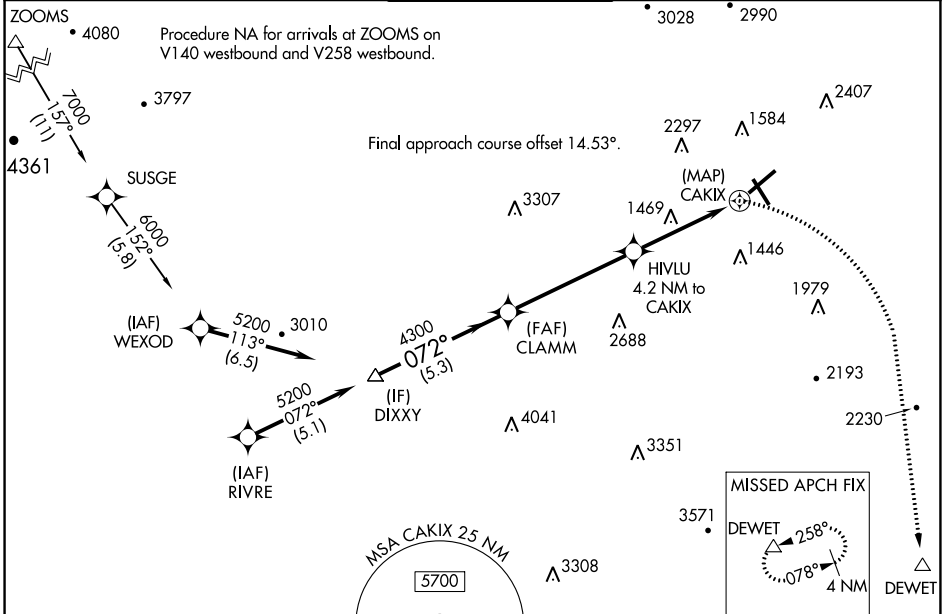 ZOOMS
4080
Procedure NA for arrivals at ZOOMS on
V140 westbound and V258 westbound.
3028
2990
7000
157°
(11)
3797
2407
4361
Final approach course offset 14.53°.
2297
1584
SUSGE
(MAP)
CAKIX
6000
152°
(5.8)
3307
1469
HIVLU
4.2 NM to
CAKIX
1446
1979
(IAF)
WEXOD
5200
113°
(6.5)
3010
4300
072°
(5.3)
(FAF)
CLAMM
2688
5200
072°
(5.1)
(IF)
DIXXY
2193
2230
4041
3351
(IAF)
RIVRE
MISSED APCH FIX
DEWET
258°
078°
4 NM
3571
DEWET
MSA CAKIX 25 NM
5700
3308